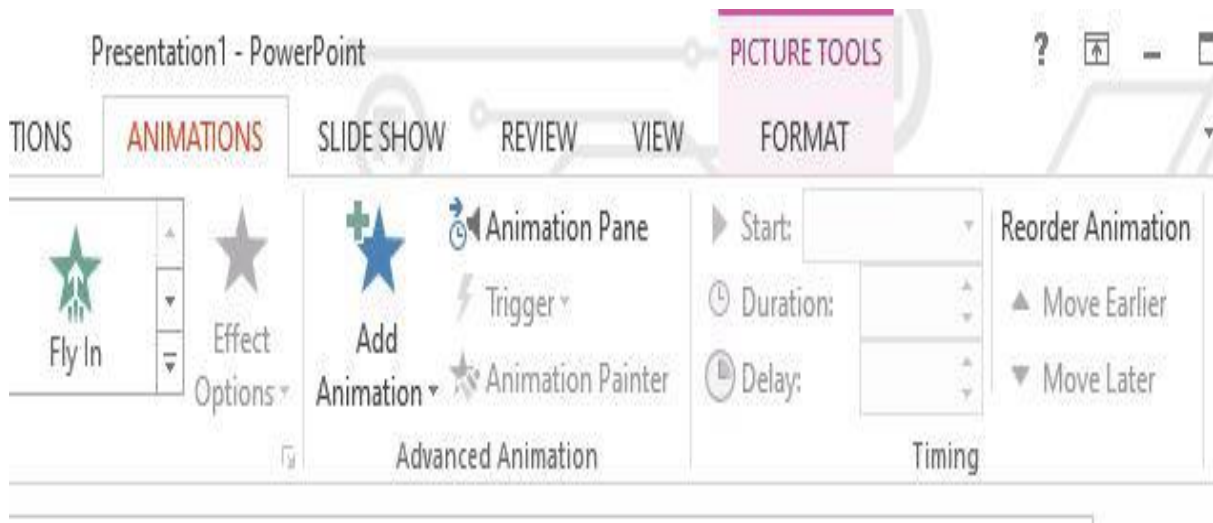 Presentation1 - PowerPoint
PICTURE TOOLS
?
TIONS ANIMATIONS SLIDE SHOW REVIEW VIEW FORMAT
Fly In
Effect
Options
Add
Animation
Animation Pane
Trigger
Animation Painter
Advanced Animation
Start:
Duration:
Delay:
Reorder Animation
Move Earlier
Move Later
Timing